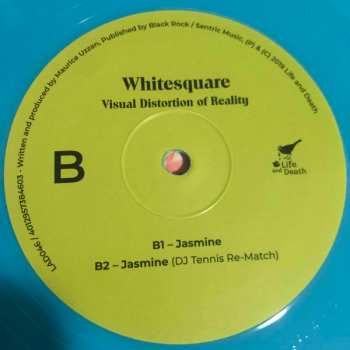 Whitesquare
Visual Distortion of Reality
B
Life
and Death
B1 – Jasmine
B2 – Jasmine (DJ Tennis Re-Match)
LAD046 / 4012957384603 - Written and produced by Maurice Uzzan, Published by Black Rock / Sentric Music, (P) & (C) 2019 Life and Death